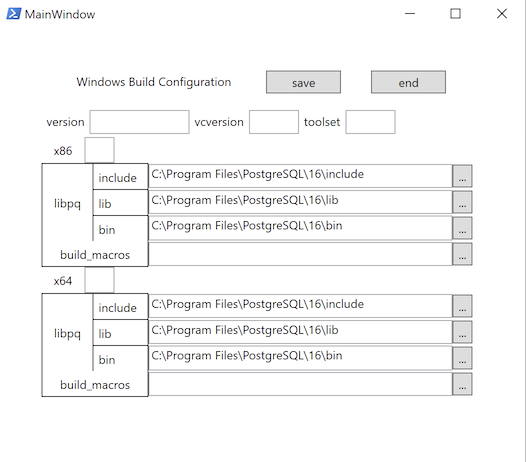 MainWindow
Windows Build Configuration save end
version vcversion toolset
x86
include C:\Program Files\PostgreSQL\16\include ...
libpq lib C:\Program Files\PostgreSQL\16\lib ...
bin C:\Program Files\PostgreSQL\16\bin ...
build_macros ...
x64
include C:\Program Files\PostgreSQL\16\include ...
libpq lib C:\Program Files\PostgreSQL\16\lib ...
bin C:\Program Files\PostgreSQL\16\bin ...
build_macros ...